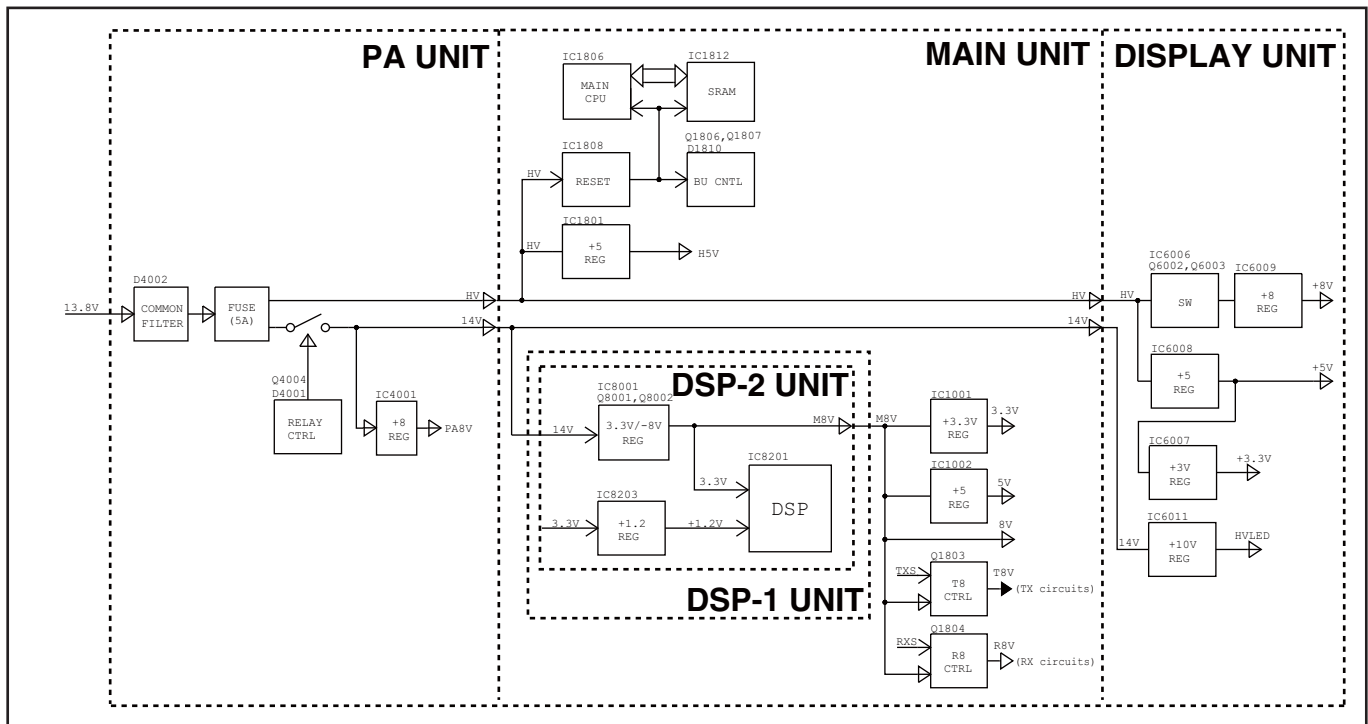 PA UNIT
MAIN UNIT
DISPLAY UNIT
IC1806
MAIN
CPU
IC1812
SRAM
Q1806,Q1807
D1810
BU CNTL
IC1808
HV
RESET
IC1801
HV
+5
REG
H5V
D4002
13.8V
COMMON
FILTER
FUSE
(5A)
HV
14V
Q4004
D4001
RELAY
CTRL
IC4001
+8
REG
PA8V
HV
14V
HV
IC6006
Q6002,Q6003
SW
IC6009
+8
REG
+8V
IC6008
+5
REG
+5V
IC6007
+3V
REG
+3.3V
IC6011
14V
+10V
REG
HVLED
DSP-2 UNIT
IC8001
Q8001,Q8002
14V
3.3V/-8V
REG
M8V
IC8201
3.3V
DSP
IC8203
3.3V
+1.2
REG
+1.2V
DSP-1 UNIT
M8V
IC1001
+3.3V
REG
3.3V
IC1002
+5
REG
5V
8V
Q1803
TXS
T8
CTRL
T8V
(TX circuits)
Q1804
RXS
R8
CTRL
R8V
(RX circuits)